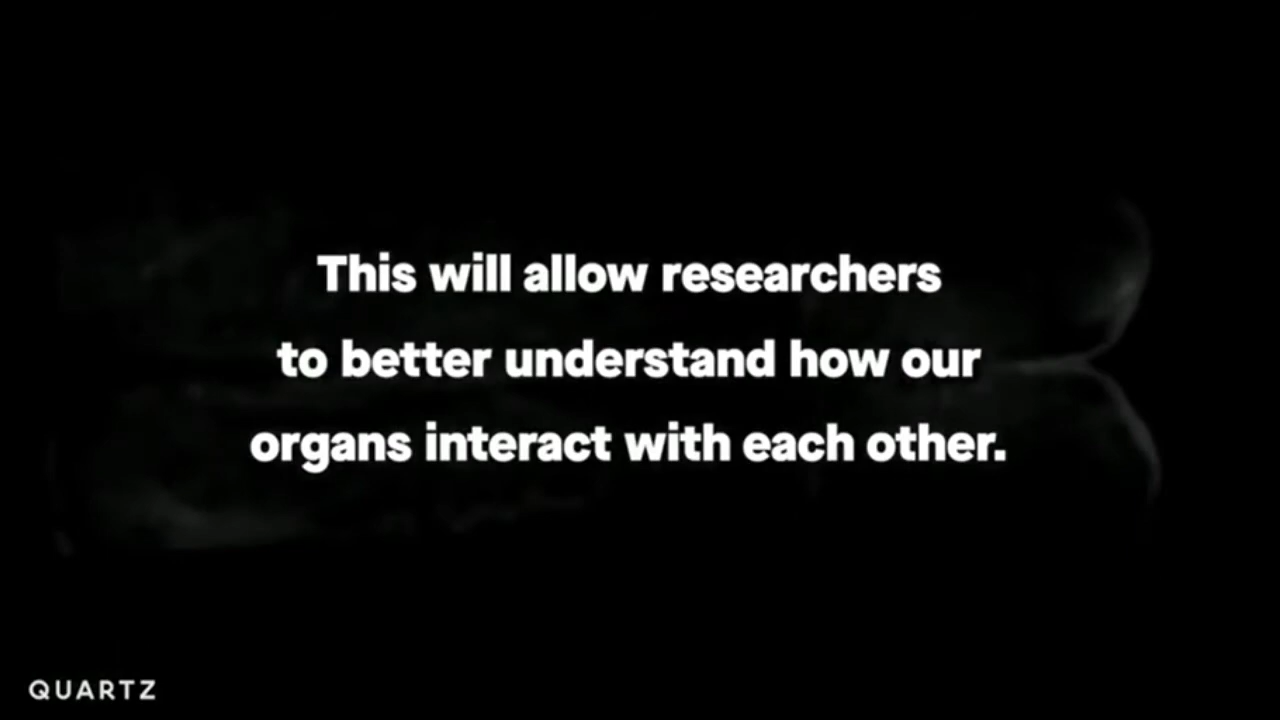 This will allow researchers
to better understand how our
organs interact with each other.
QUARTZ